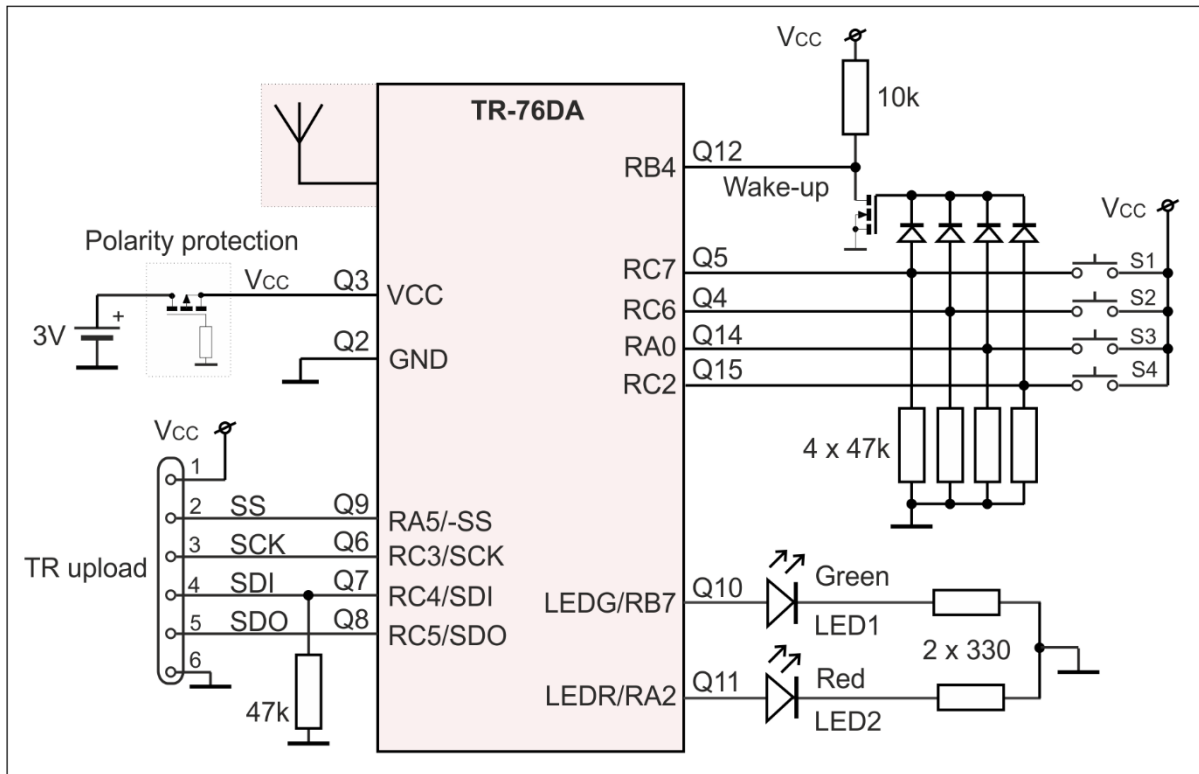 TR-76DA
Vcc
10k
RB4
Q12
Wake-up
Vcc
Polarity protection
Vcc
Q3
VCC
3V
+
Q2
GND
RC7
Q5
S1
RC6
Q4
S2
RA0
Q14
S3
RC2
Q15
S4
4 x 47k
Vcc
TR upload
1
2
SS
Q9
RA5/-SS
3
SCK
Q6
RC3/SCK
4
SDI
Q7
RC4/SDI
5
SDO
Q8
RC5/SDO
6
47k
LEDG/RB7
Q10
Green
LED1
2 x 330
LEDR/RA2
Q11
Red
LED2